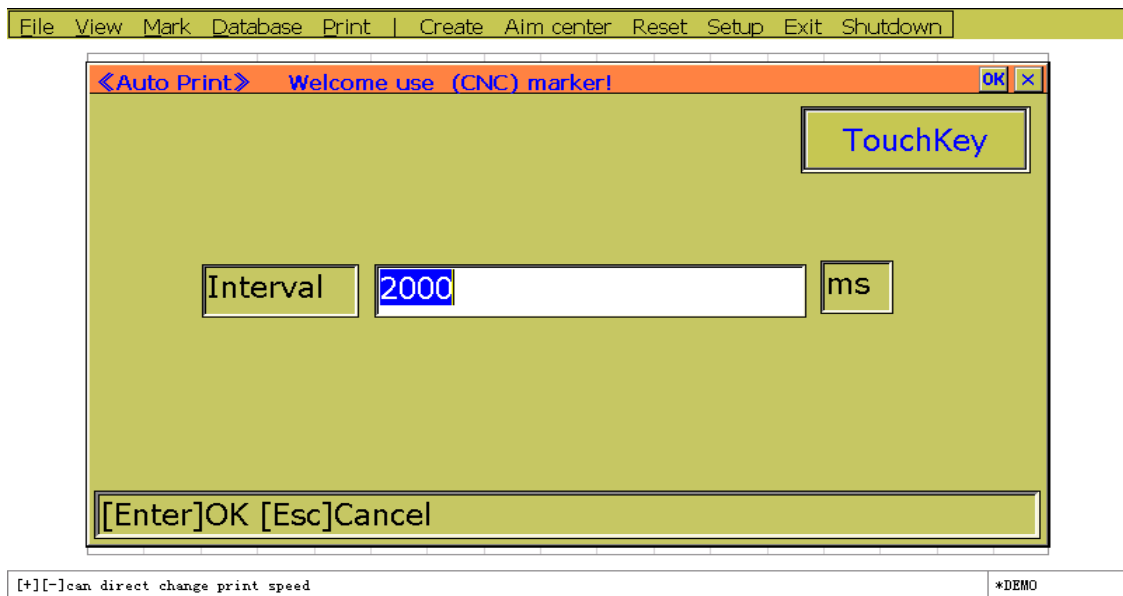 File View Mark Database Print | Create Aim center Reset Setup Exit Shutdown
《Auto Print》 Welcome use (CNC) marker! OK ×
TouchKey
Interval 2000 ms
[Enter]OK [Esc]Cancel
[+][-]can direct change print speed *DEMO